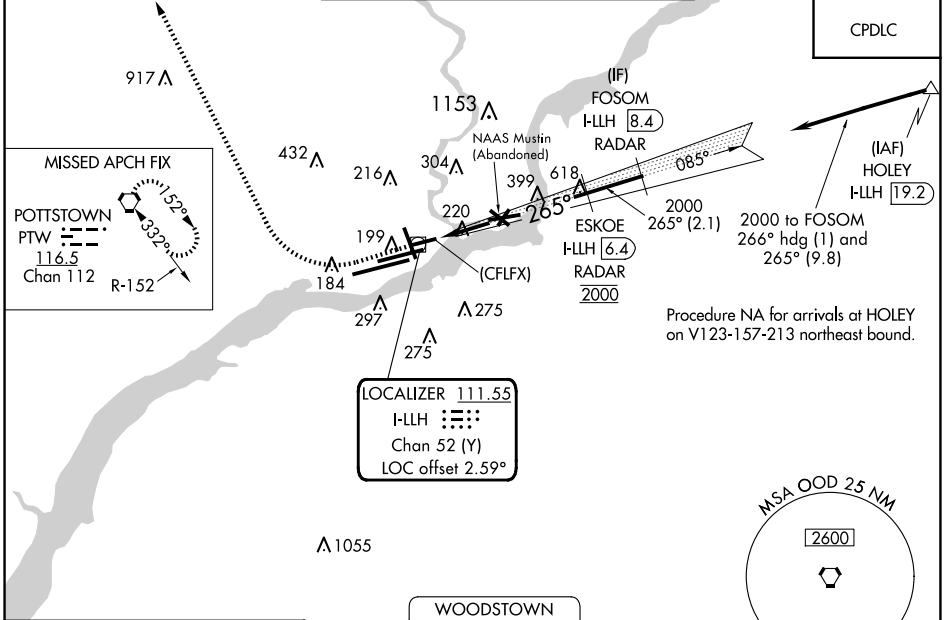 CPDLC
917
(IF)
FOSOM
I-LLH 8.4
RADAR
1153
NAAS Mustin
(Abandoned)
MISSED APCH FIX
POTTSTOWN
PTW
116.5
Chan 112
152°
332°
R-152
432
216
304
399
618
085°
(IAF)
HOLEY
I-LLH 19.2
220
265°
2000
265° (2.1)
2000 to FOSOM
266° hdg (1) and
265° (9.8)
199
ESKOE
I-LLH 6.4
RADAR
2000
184
(CFLFX)
297
275
275
Procedure NA for arrivals at HOLEY
on V123-157-213 northeast bound.
LOCALIZER 111.55
I-LLH
Chan 52 (Y)
LOC offset 2.59°
MSA OOD 25 NM
2600
1055
WOODSTOWN